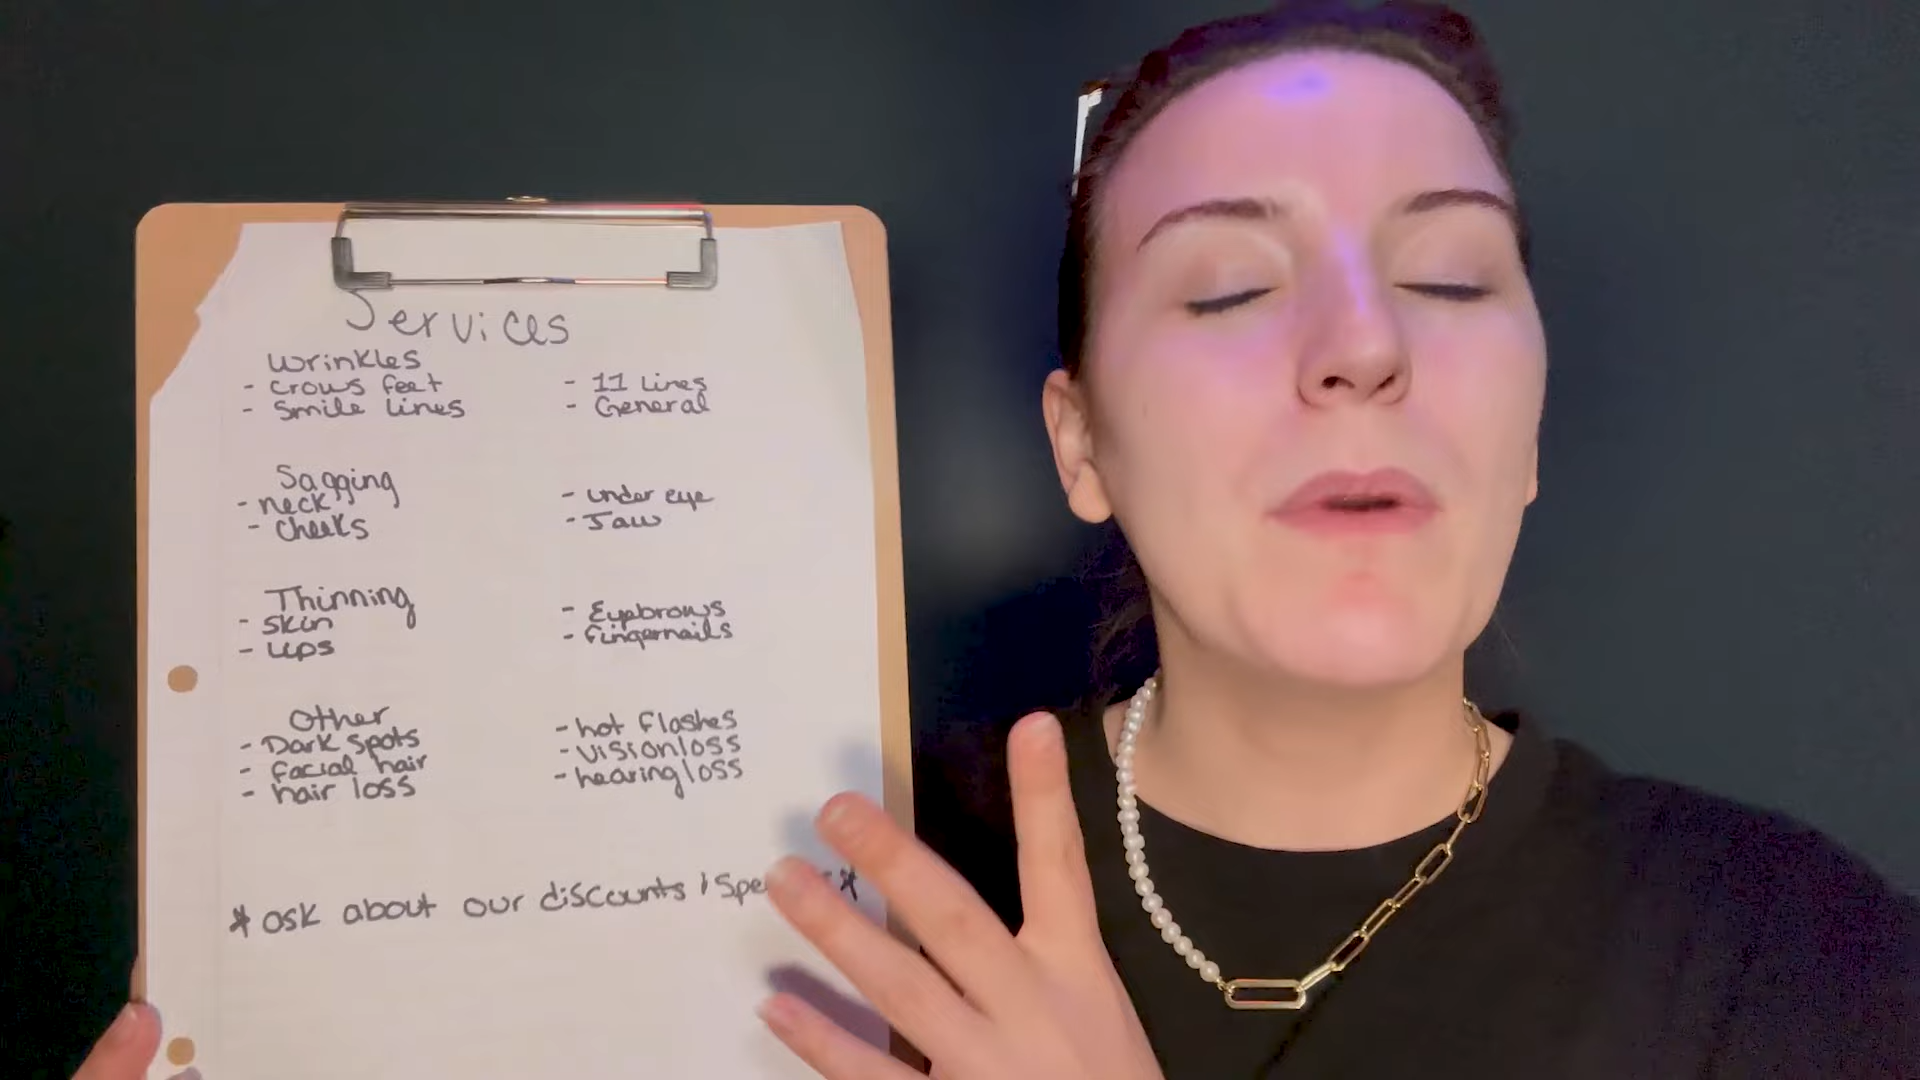 Services
Wrinkles
- Crows feet - 11 Lines
- Smile Lines - General
Sagging
- neck - under eye
- cheeks - Jaw
Thinning
- skin - Eyebrows
- Lips - fingernails
Other
- Dark spots - hot flashes
- facial hair - vision loss
- hair loss - hearing loss
* ask about our discounts / *